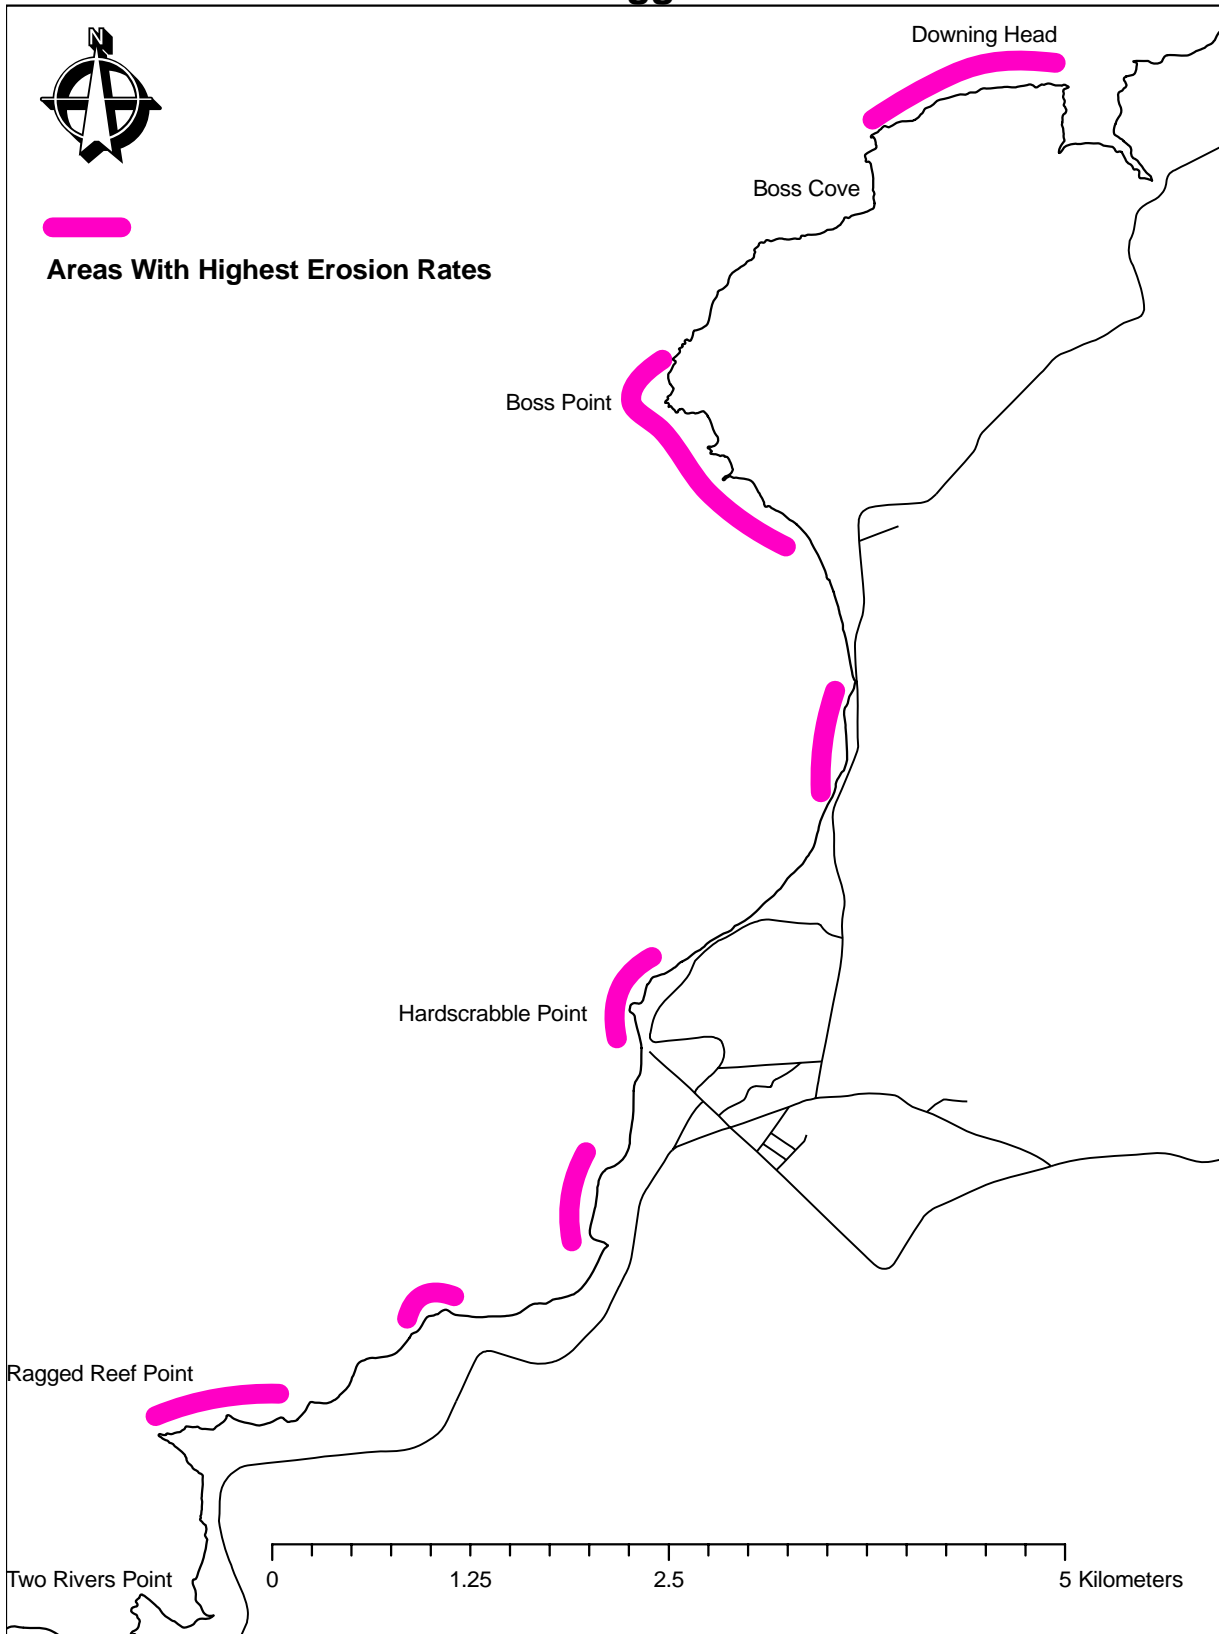 Downing Head
N
Boss Cove
Areas With Highest Erosion Rates
Boss Point
Hardscrabble Point
Ragged Reef Point
Two Rivers Point
0 1.25 2.5 5 Kilometers